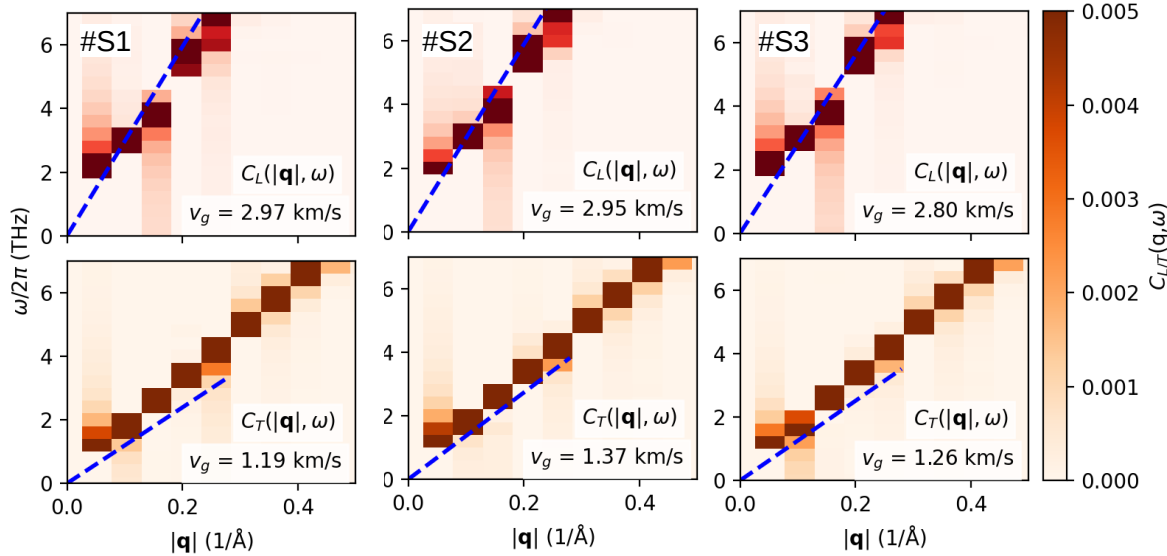 #S1
#S2
#S3
6
4
2
0
6
4
2
0
6
4
2
0
C_L(|q|, ω)
v_g = 2.97 km/s
C_L(|q|, ω)
v_g = 2.95 km/s
C_L(|q|, ω)
v_g = 2.80 km/s
ω/2π (THz)
6
4
2
0
6
4
2
0
6
4
2
0
C_T(|q|, ω)
v_g = 1.19 km/s
C_T(|q|, ω)
v_g = 1.37 km/s
C_T(|q|, ω)
v_g = 1.26 km/s
0.0 0.2 0.4
0.0 0.2 0.4
0.0 0.2 0.4
|q| (1/Å)
|q| (1/Å)
|q| (1/Å)
0.005
0.004
0.003
0.002
0.001
0.000
C_{L/T}(q,ω)